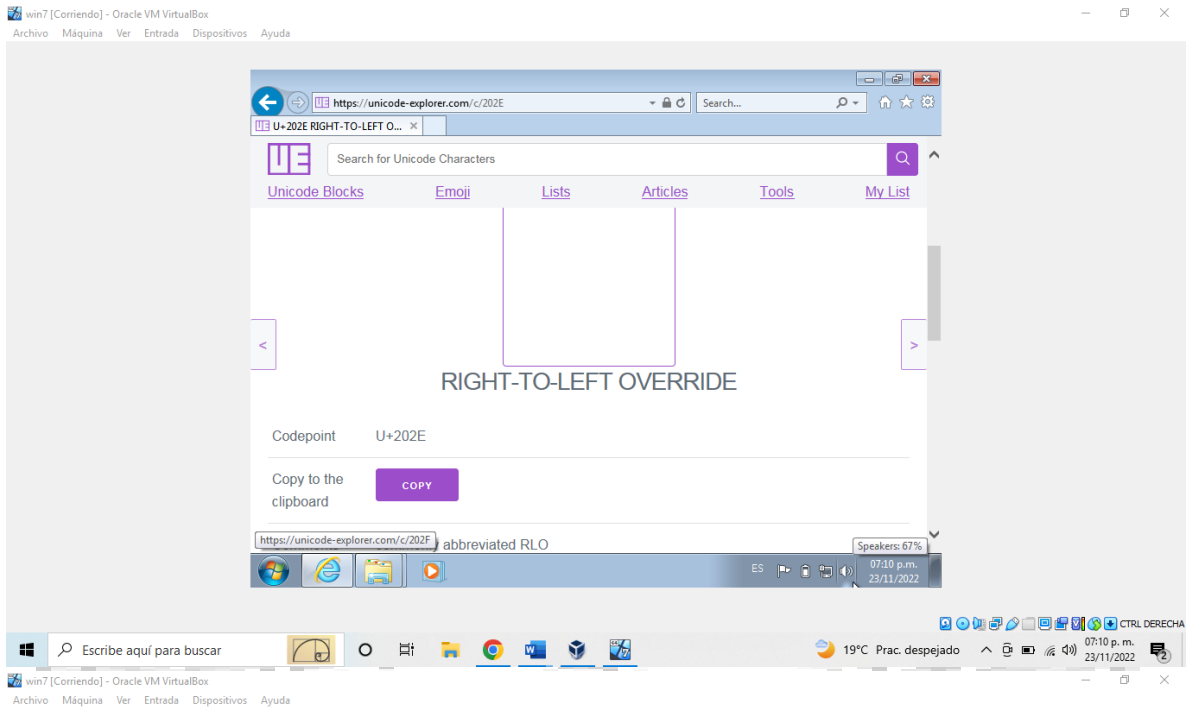 win7 [Corriendo] - Oracle VM VirtualBox
Archivo Máquina Ver Entrada Dispositivos Ayuda
https://unicode-explorer.com/c/202E
Search...
U+202E RIGHT-TO-LEFT O...
UE
Search for Unicode Characters
Unicode Blocks Emoji Lists Articles Tools My List
< >
RIGHT-TO-LEFT OVERRIDE
Codepoint U+202E
Copy to the clipboard
COPY
https://unicode-explorer.com/c/202F
abbreviated RLO
Speakers: 67%
ES
07:10 p.m.
23/11/2022
CTRL DERECHA
Escribe aquí para buscar
19°C Prac. despejado
07:10 p. m.
23/11/2022
2
win7 [Corriendo] - Oracle VM VirtualBox
Archivo Máquina Ver Entrada Dispositivos Ayuda